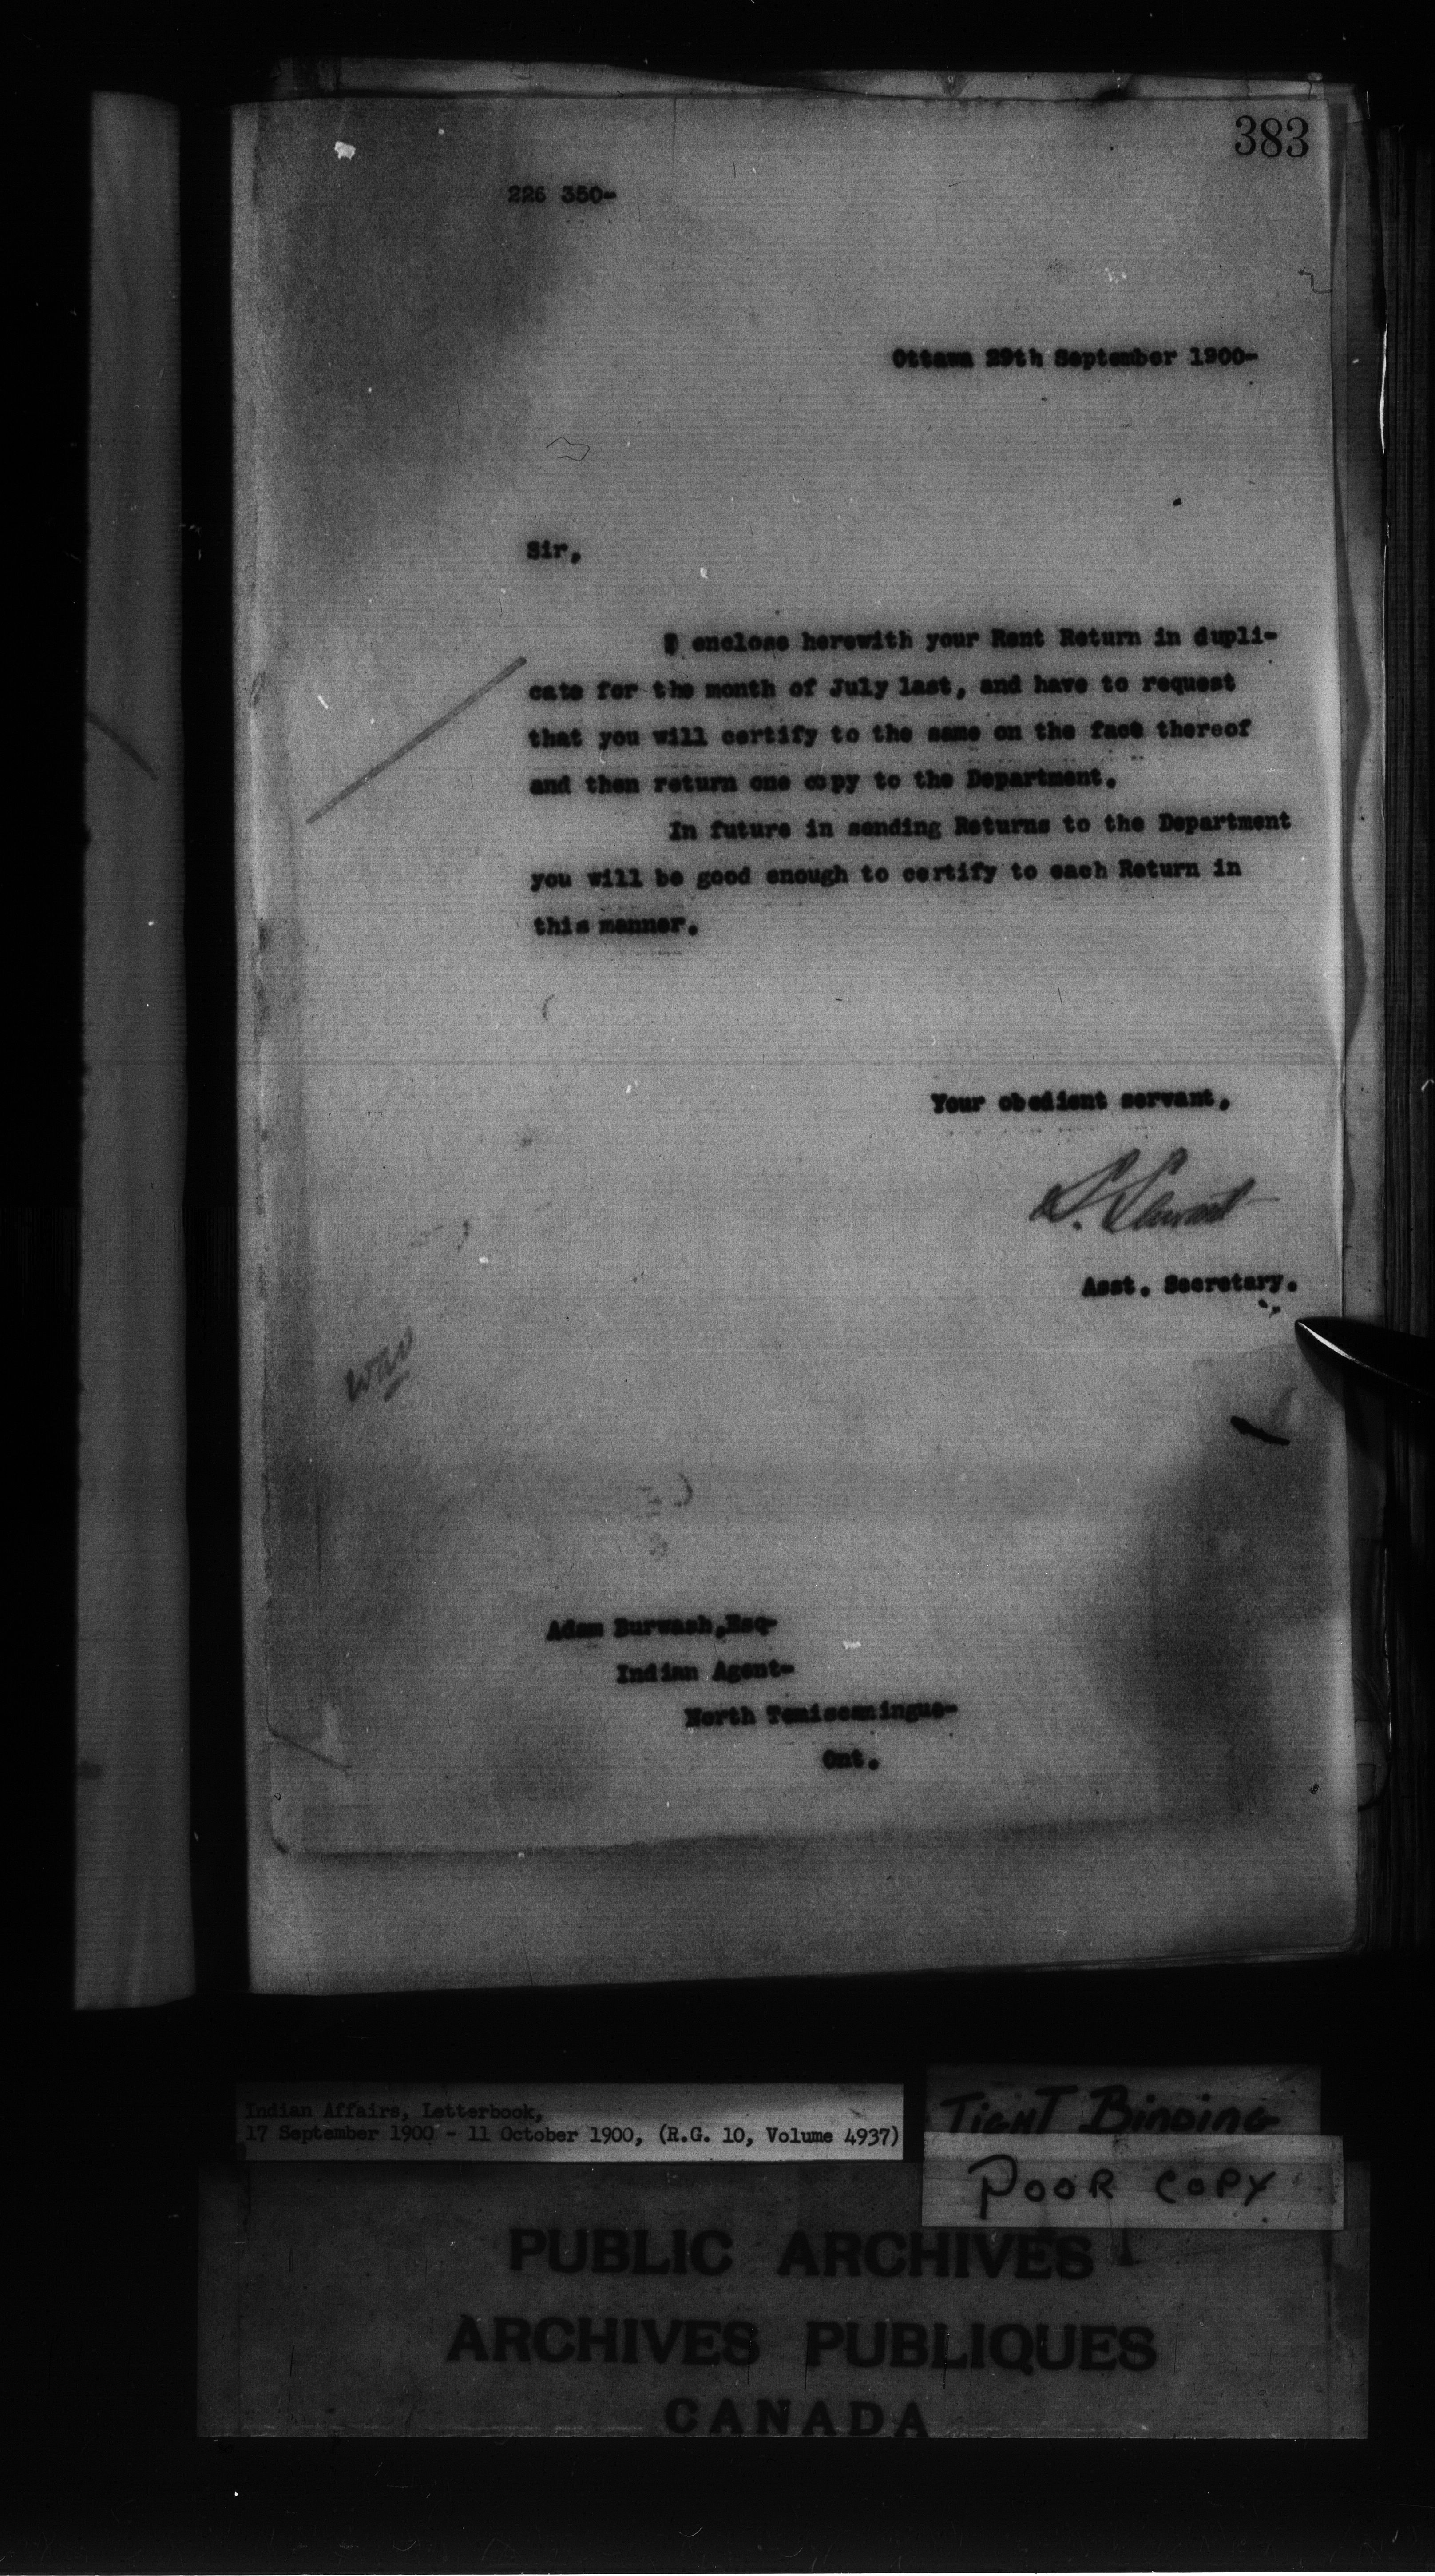 383
226 350-
Ottawa 29th September 1900-
Sir,
I enclose herewith your Rent Return in dupli-
cate for the month of July last, and have to request
that you will certify to the same on the face thereof
and then return one copy to the Department.
In future in sending Returns to the Department
you will be good enough to certify to each Return in
this manner.
Your obedient servant,
S. Stewart
Asst. Secretary.
Adam Burwash, Esq-
Indian Agent-
North Temiscamingue-
Ont.
Indian Affairs, Letterbook,
17 September 1900 - 11 October 1900, (R.G. 10, Volume 4937)
TIGHT BINDING
POOR COPY
PUBLIC ARCHIVES
ARCHIVES PUBLIQUES
CANADA